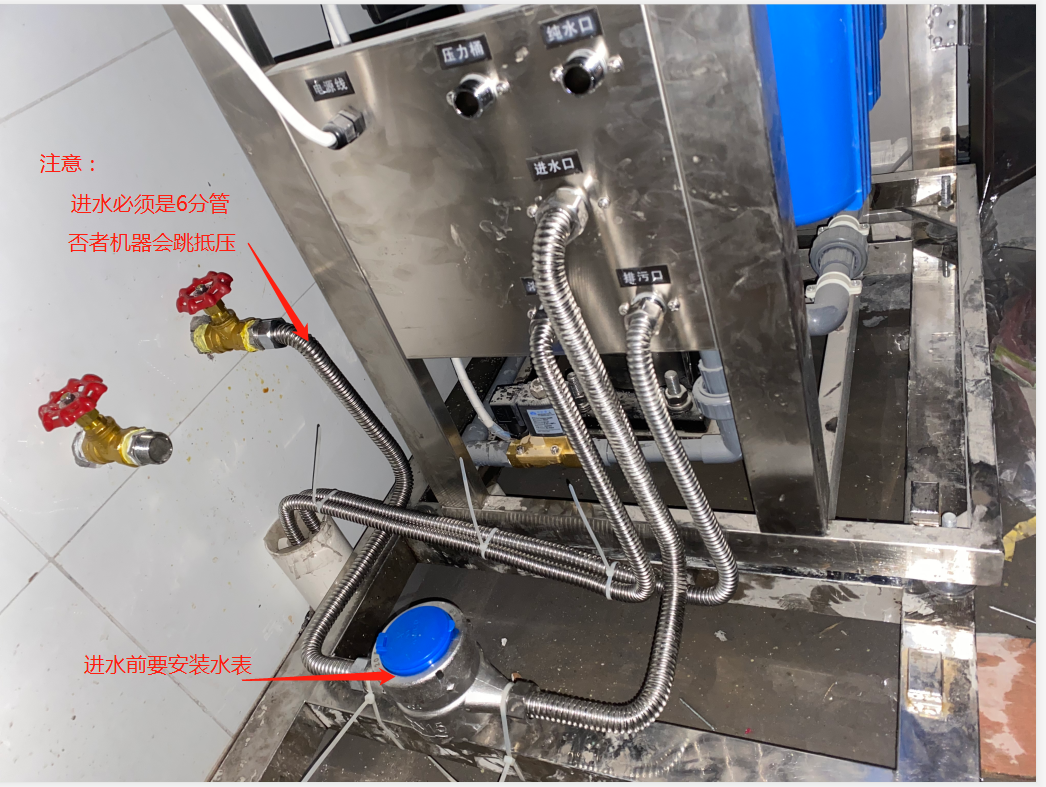 纯水口
压力桶
电源线
注意：
进水口
进水必须是6分管
否者机器会跳抵压
排污口
进水前要安装水表